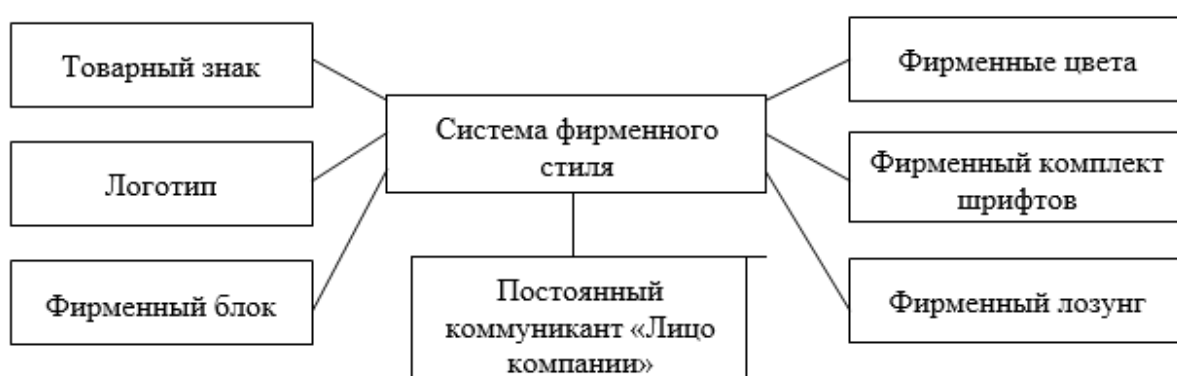 Товарный знак
Логотип
Фирменный блок
Система фирменного
стиля
Постоянный
коммуникант «Лицо
компании»
Фирменные цвета
Фирменный комплект
шрифтов
Фирменный лозунг